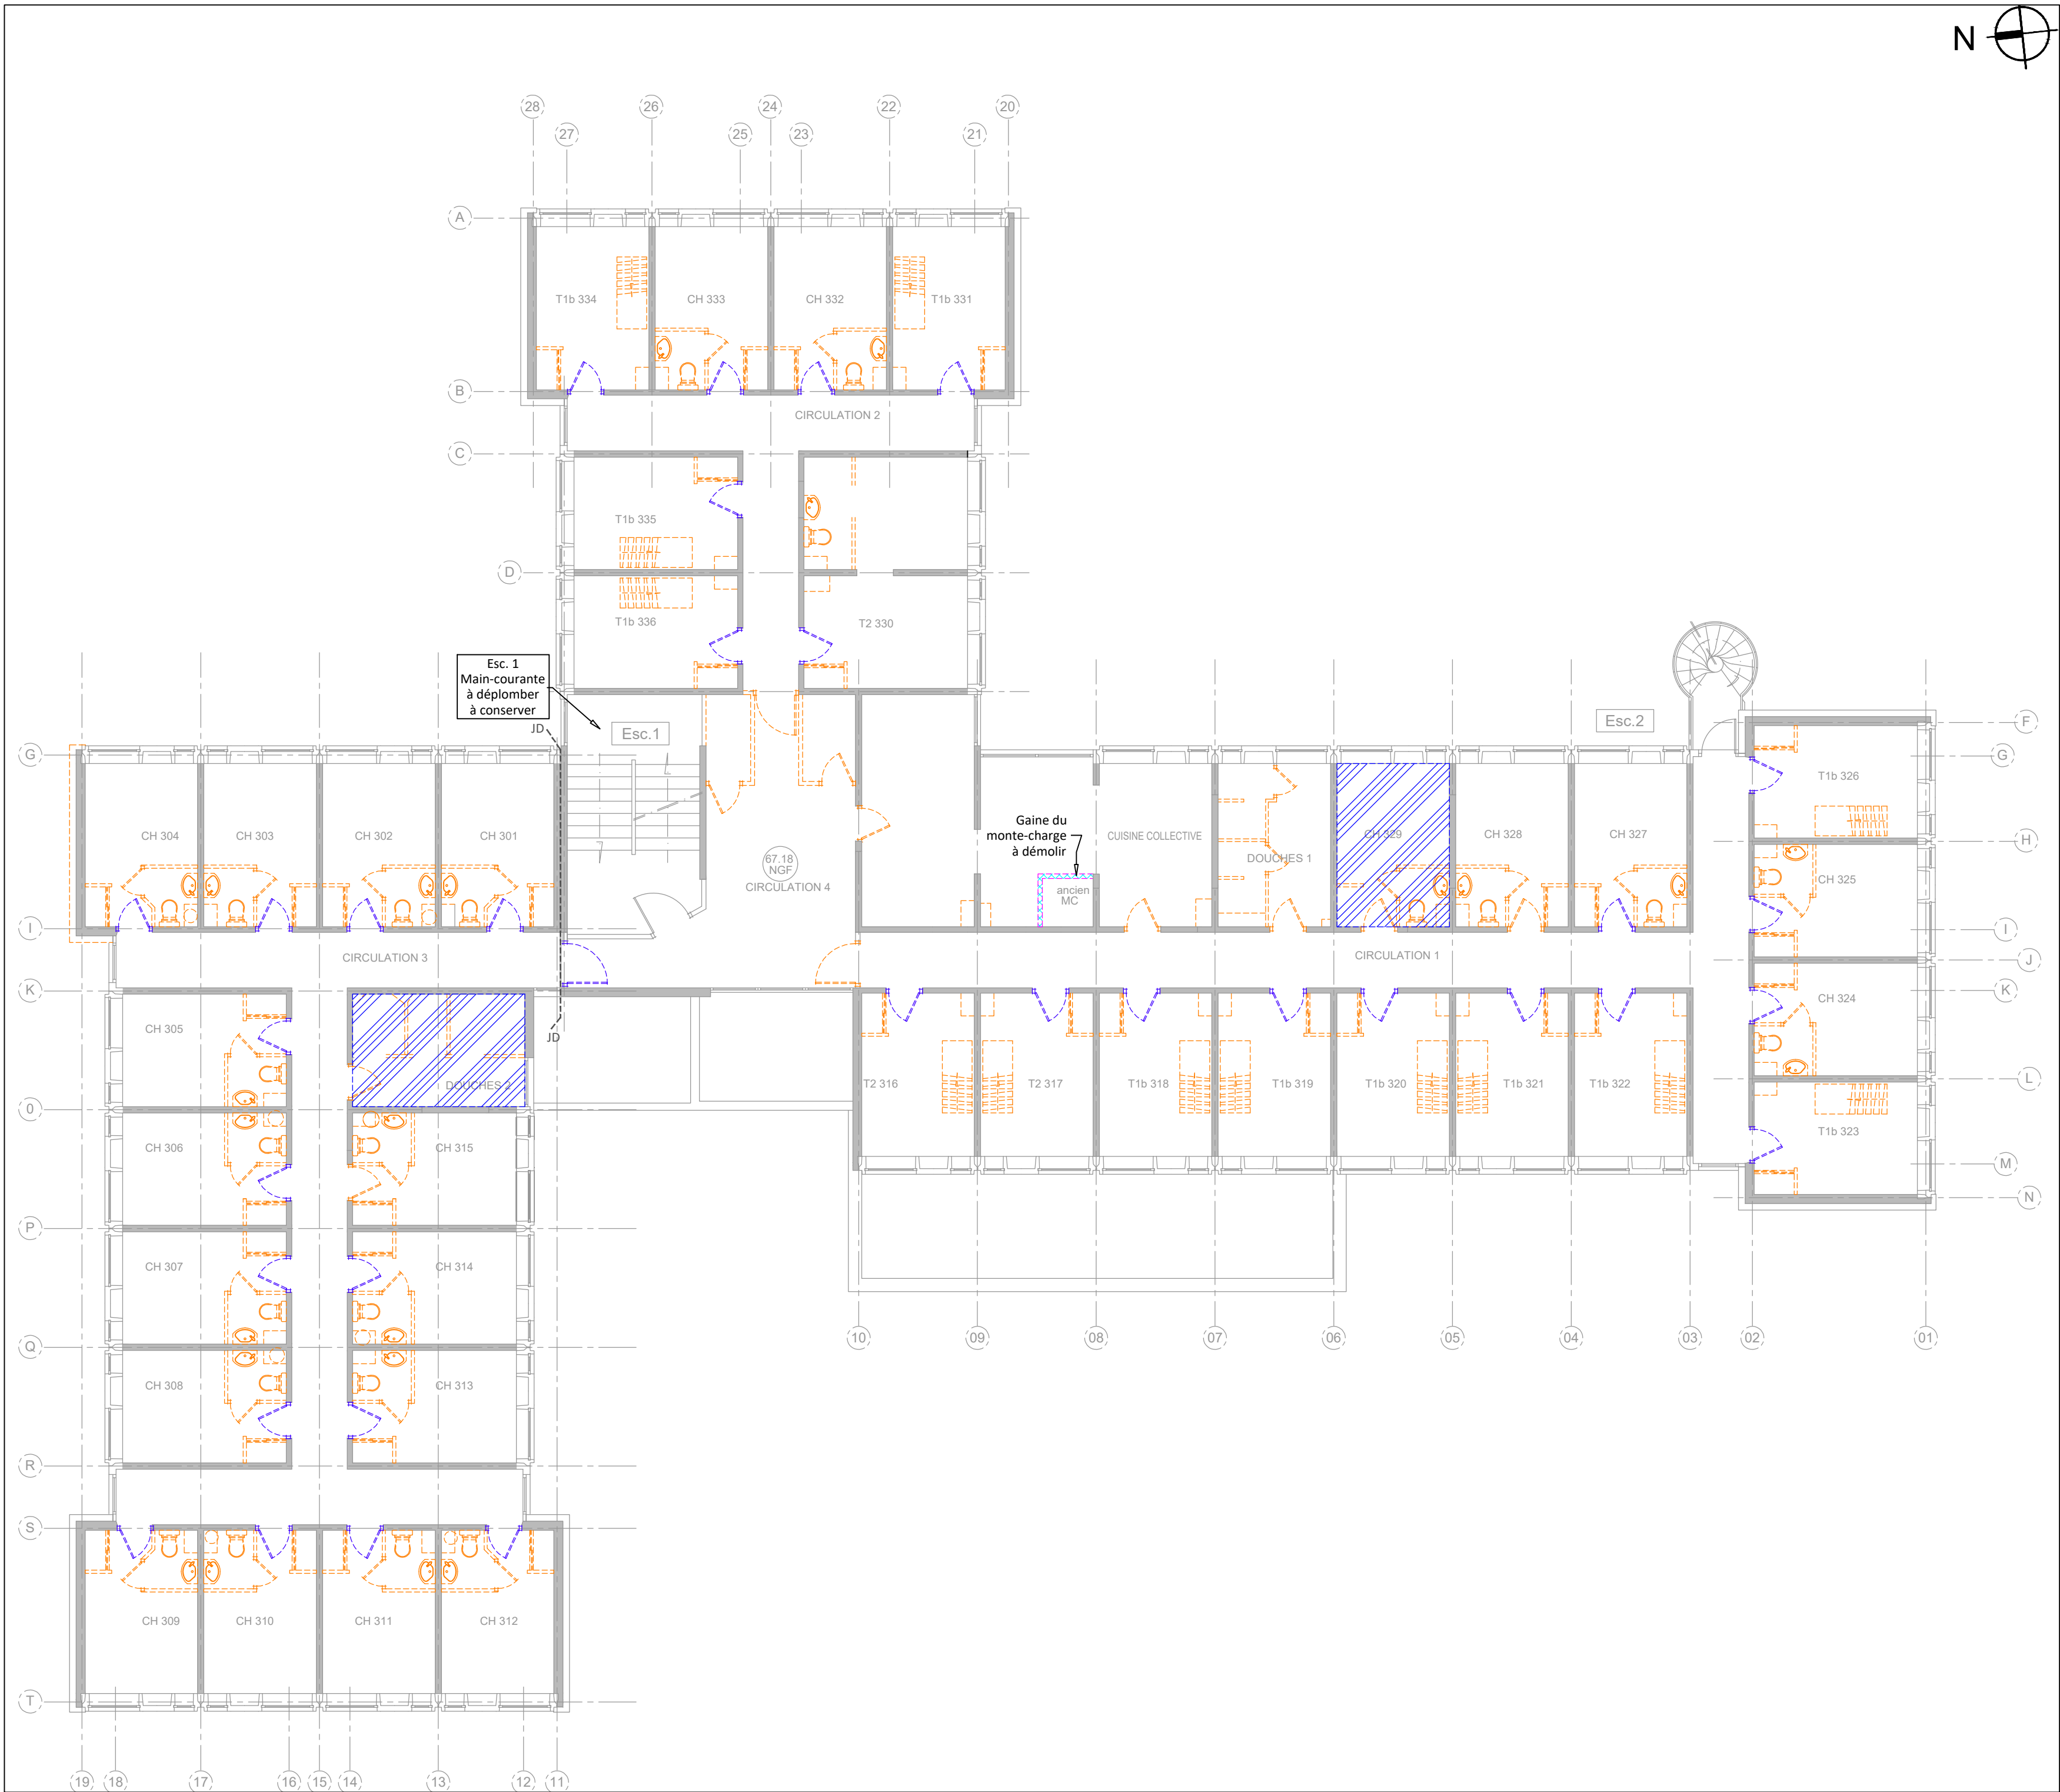 N
28
26
24
22
20
27
25
23
21
A
T1b 334
CH 333
CH 332
T1b 331
B
CIRCULATION 2
C
T1b 335
D
T1b 336
T2 330
Esc. 1
Main-courante
à déplomber
à conserver
JD
Esc.1
Esc.2
F
G
G
T1b 326
CH 304
CH 303
CH 302
CH 301
Gaine du
monte-charge
à démolir
CUISINE COLLECTIVE
CH 329
CH 328
CH 327
H
67.18
NGF
CIRCULATION 4
DOUCHES 1
ancien
MC
CH 325
I
I
CIRCULATION 3
CIRCULATION 1
J
K
K
CH 324
CH 305
JD
DOUCHES 2
T2 316
T2 317
T1b 318
T1b 319
T1b 320
T1b 321
T1b 322
L
0
T1b 323
CH 306
CH 315
M
N
P
CH 307
CH 314
10
09
08
07
06
05
04
03
02
01
Q
CH 308
CH 313
R
S
CH 309
CH 310
CH 311
CH 312
T
19
18
17
16
15
14
13
12
11